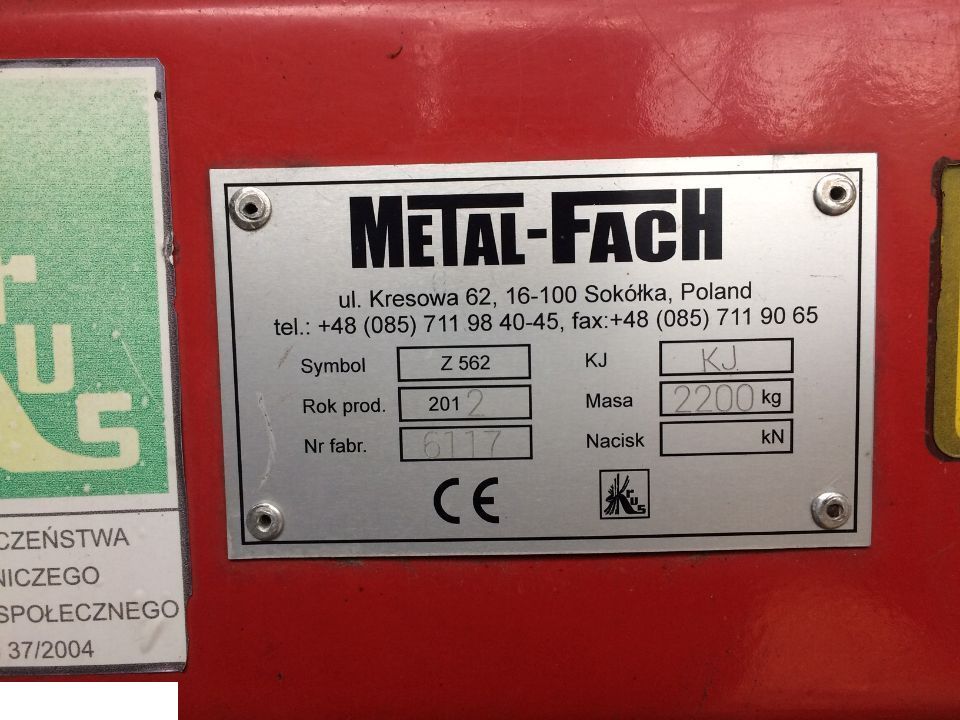 METAL-FACH
ul. Kresowa 62, 16-100 Sokółka, Poland
tel.: +48 (085) 711 98 40-45, fax:+48 (085) 711 90 65
Symbol Z 562 KJ KJ
Rok prod. 2012 Masa 2200 kg
Nr fabr. 6117 Nacisk kN
CE Krus
rus
CZEŃSTWA
NICZEGO
SPOŁECZNEGO
37/2004